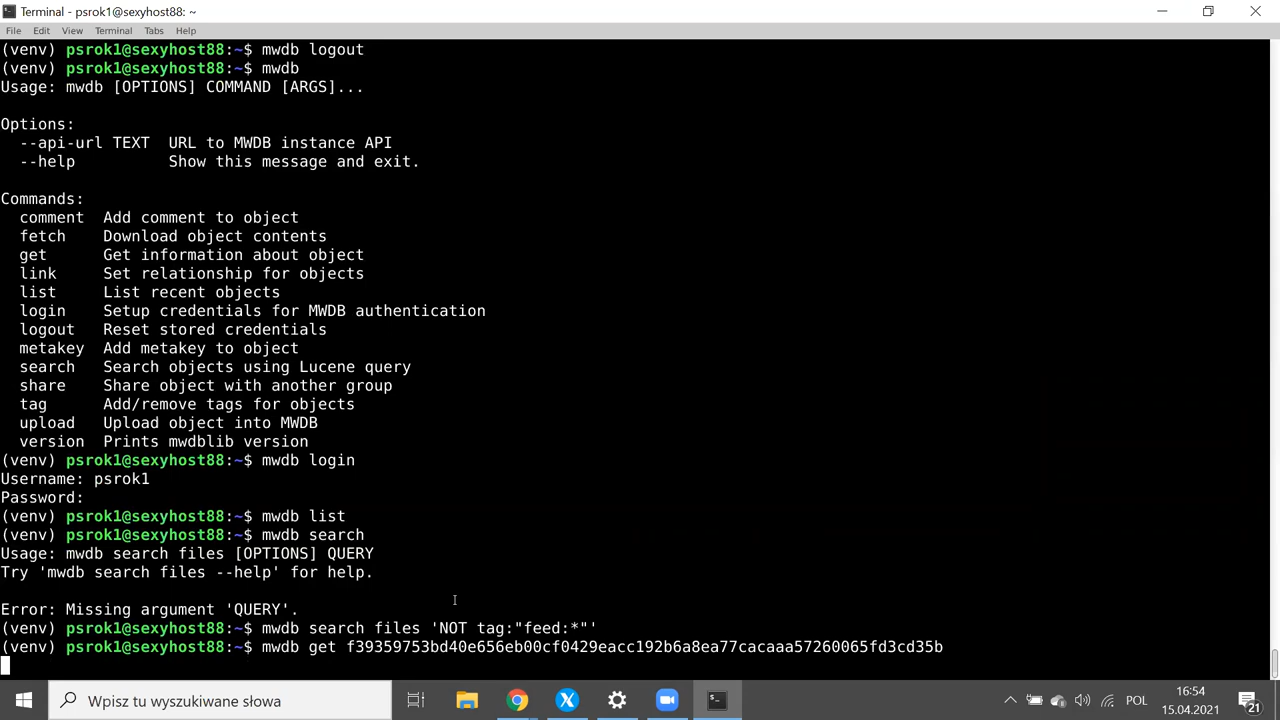 Terminal - psrok1@sexyhost88: ~
File Edit View Terminal Tabs Help
(venv) psrok1@sexyhost88:~$ mwdb logout
(venv) psrok1@sexyhost88:~$ mwdb
Usage: mwdb [OPTIONS] COMMAND [ARGS]...
Options:
--api-url TEXT URL to MWDB instance API
--help Show this message and exit.
Commands:
comment Add comment to object
fetch Download object contents
get Get information about object
link Set relationship for objects
list List recent objects
login Setup credentials for MWDB authentication
logout Reset stored credentials
metakey Add metakey to object
search Search objects using Lucene query
share Share object with another group
tag Add/remove tags for objects
upload Upload object into MWDB
version Prints mwdblib version
(venv) psrok1@sexyhost88:~$ mwdb login
Username: psrok1
Password:
(venv) psrok1@sexyhost88:~$ mwdb list
(venv) psrok1@sexyhost88:~$ mwdb search
Usage: mwdb search files [OPTIONS] QUERY
Try 'mwdb search files --help' for help.
Error: Missing argument 'QUERY'.
(venv) psrok1@sexyhost88:~$ mwdb search files 'NOT tag:"feed:*"'
(venv) psrok1@sexyhost88:~$ mwdb get f39359753bd40e656eb00cf0429eacc192b6a8ea77cacaaa57260065fd3cd35b
Wpisz tu wyszukiwane słowa
POL
16:54
15.04.2021
21